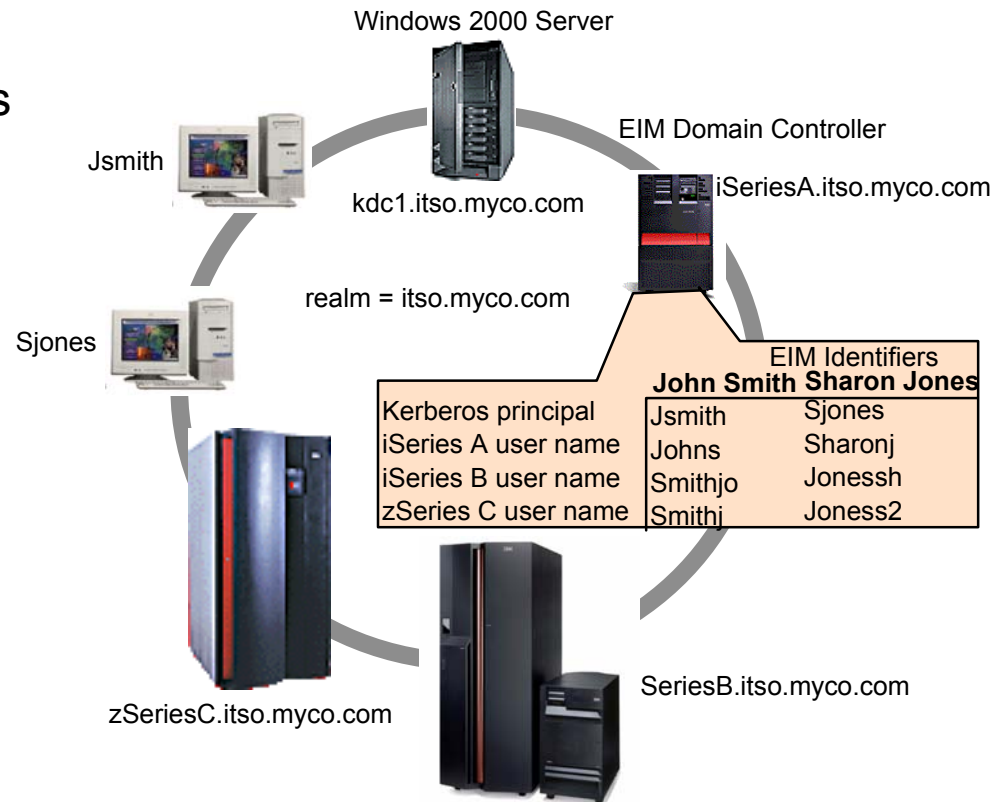 Windows 2000 Server
s
EIM Domain Controller
Jsmith
iSeriesA.itso.myco.com
kdc1.itso.myco.com
realm = itso.myco.com
Sjones
EIM Identifiers
John Smith Sharon Jones
Kerberos principal Jsmith Sjones
iSeries A user name Johns Sharonj
iSeries B user name Smithjo Jonessh
zSeries C user name Smithj Joness2
SeriesB.itso.myco.com
zSeriesC.itso.myco.com